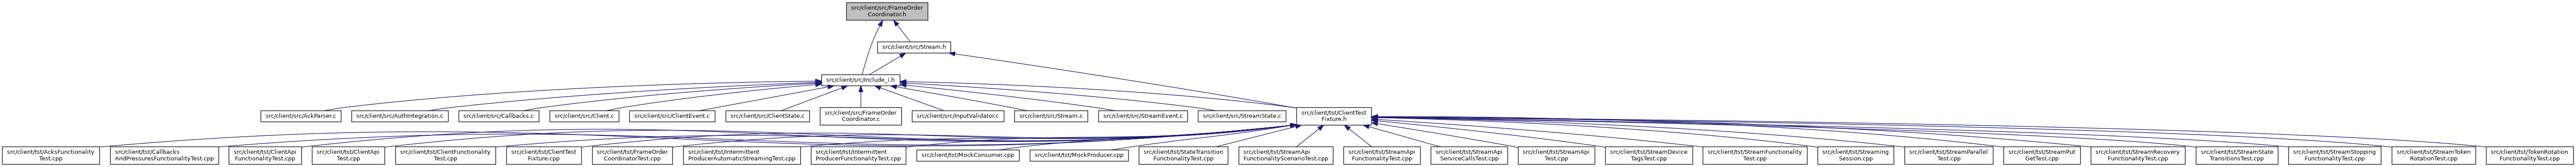 src/client/src/FrameOrder
Coordinator.h
src/client/src/Stream.h
src/client/src/Include_i.h
src/client/src/AckParser.c
src/client/src/AuthIntegration.c
src/client/src/Callbacks.c
src/client/src/Client.c
src/client/src/ClientEvent.c
src/client/src/ClientState.c
src/client/src/FrameOrder
Coordinator.c
src/client/src/InputValidator.c
src/client/src/Stream.c
src/client/src/StreamEvent.c
src/client/src/StreamState.c
src/client/tst/ClientTest
Fixture.h
src/client/tst/AcksFunctionality
Test.cpp
src/client/tst/Callbacks
AndPressuresFunctionalityTest.cpp
src/client/tst/ClientApi
FunctionalityTest.cpp
src/client/tst/ClientApi
Test.cpp
src/client/tst/ClientFunctionality
Test.cpp
src/client/tst/ClientTest
Fixture.cpp
src/client/tst/FrameOrder
CoordinatorTest.cpp
src/client/tst/Intermittent
ProducerAutomaticStreamingTest.cpp
src/client/tst/Intermittent
ProducerFunctionalityTest.cpp
src/client/tst/MockConsumer.cpp
src/client/tst/MockProducer.cpp
src/client/tst/StateTransition
FunctionalityTest.cpp
src/client/tst/StreamApi
FunctionalityScenarioTest.cpp
src/client/tst/StreamApi
FunctionalityTest.cpp
src/client/tst/StreamApi
ServiceCallsTest.cpp
src/client/tst/StreamApi
Test.cpp
src/client/tst/StreamDevice
TagsTest.cpp
src/client/tst/StreamFunctionality
Test.cpp
src/client/tst/Streaming
Session.cpp
src/client/tst/StreamParallel
Test.cpp
src/client/tst/StreamPut
GetTest.cpp
src/client/tst/StreamRecovery
FunctionalityTest.cpp
src/client/tst/StreamState
TransitionsTest.cpp
src/client/tst/StreamStopping
FunctionalityTest.cpp
src/client/tst/StreamToken
RotationTest.cpp
src/client/tst/TokenRotation
FunctionalityTest.cpp